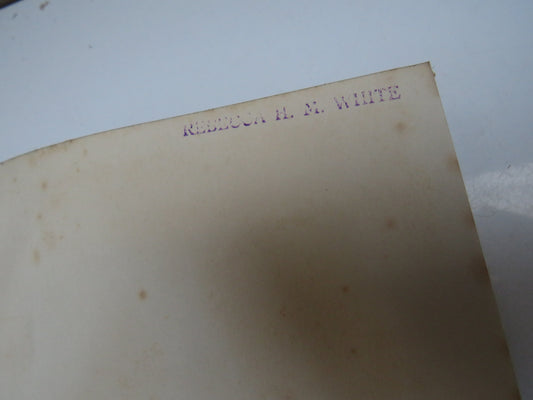 REBECCA H. M. WHITE